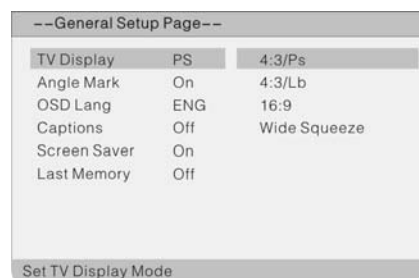 --General Setup Page--
TV Display PS 4:3/Ps
Angle Mark On 4:3/Lb
OSD Lang ENG 16:9
Captions Off Wide Squeeze
Screen Saver On
Last Memory Off
Set TV Display Mode